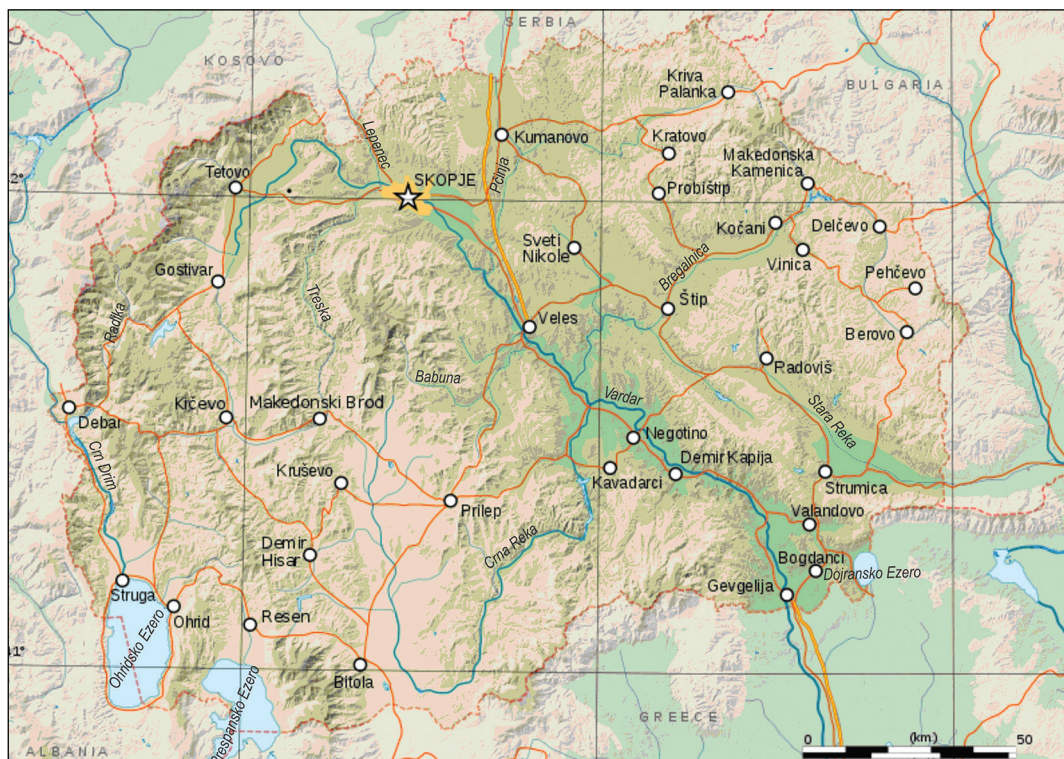 SERBIA
KOSOVO
BULGARIA
Kriva
Palanka
Lepenec
Kumanovo
Kratovo
Pčinja
Makedonska
Kamenica
Tetovo
SKOPJE
2°
Probištip
Kočani
Delčevo
Sveti
Nikole
Bregalnica
Vinica
Gostivar
Pehčevo
Treska
Štip
Radika
Veles
Berovo
Radoviš
Babuna
Vardar
Kičevo
Makedonski Brod
Stara Reka
Debar
Negotino
Crn Drim
Kruševo
Demir Kapija
Kavadarci
Strumica
Prilep
Valandovo
Crna Reka
Demir
Hisar
Bogdanci
Dojransko Ezero
Struga
Gevgelija
Ohrid
Resen
Ohridsko Ezero
41°
Bitola
Prespansko Ezero
GREECE
ALBANIA
0 (km) 50